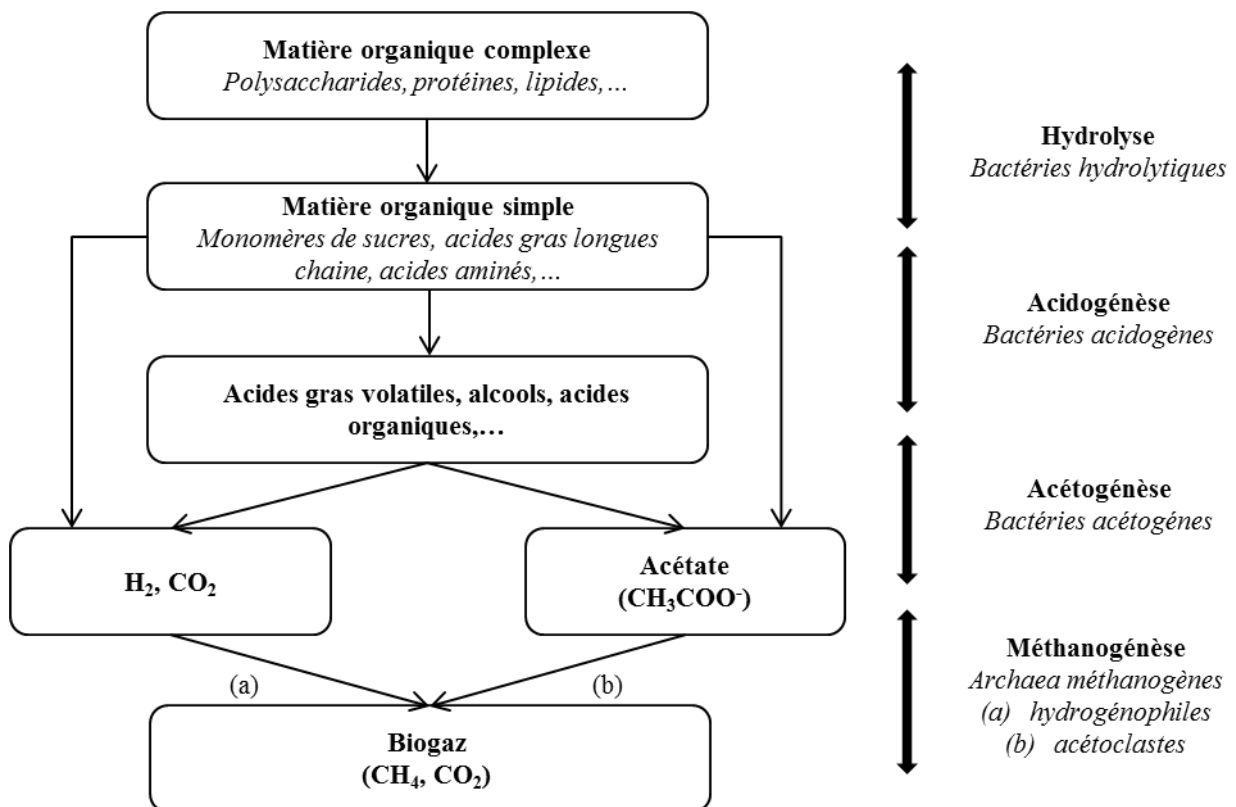 Matière organique complexe
Polysaccharides, protéines, lipides,…
Hydrolyse
Bactéries hydrolytiques
Matière organique simple
Monomères de sucres, acides gras longues
chaine, acides aminés,…
Acidogénèse
Bactéries acidogènes
Acides gras volatiles, alcools, acides
organiques,…
Acétogénèse
Bactéries acétogénes
H₂, CO₂
Acétate
(CH₃COO⁻)
Méthanogénèse
Archaea méthanogènes
(a) hydrogénophiles
(b) acétoclastes
(a)
(b)
Biogaz
(CH₄, CO₂)